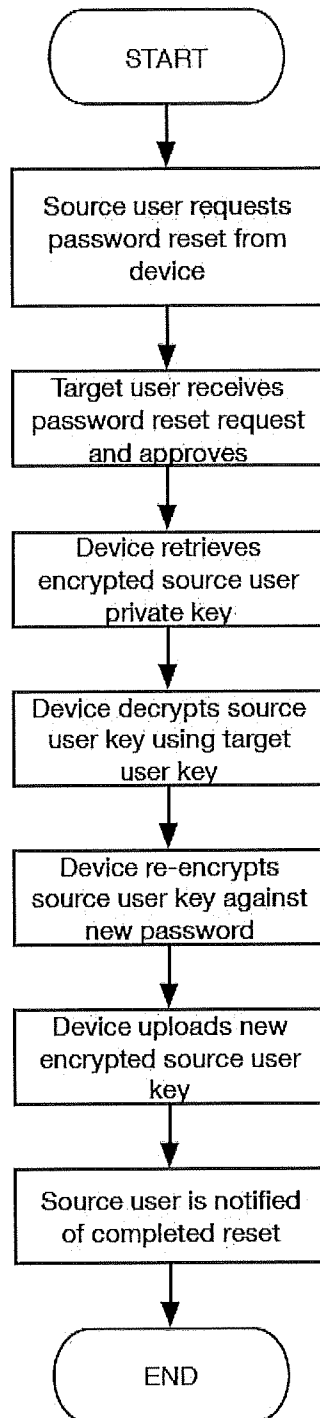 START
Source user requests
password reset from
device
Target user receives
password reset request
and approves
Device retrieves
encrypted source user
private key
Device decrypts source
user key using target
user key
Device re-encrypts
source user key against
new password
Device uploads new
encrypted source user
key
Source user is notified
of completed reset
END